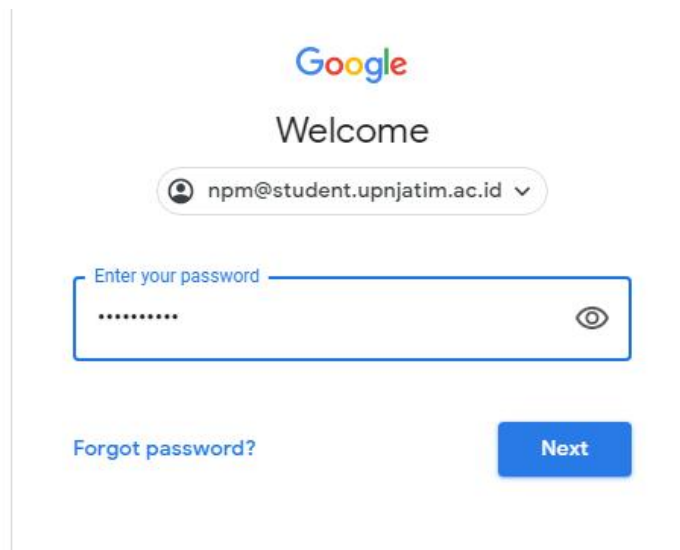 Google
Welcome
npm@student.upnjatim.ac.id
Enter your password
••••••••••
Forgot password?
Next